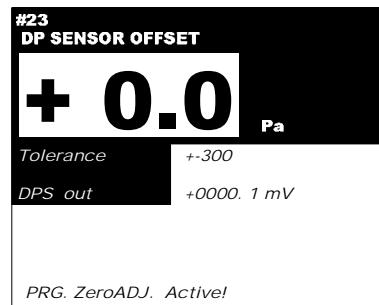 #23
DP SENSOR OFFSET
+ 0.0 Pa
Tolerance +-300
DPS out +0000. 1 mV
PRG. ZeroADJ. Active!